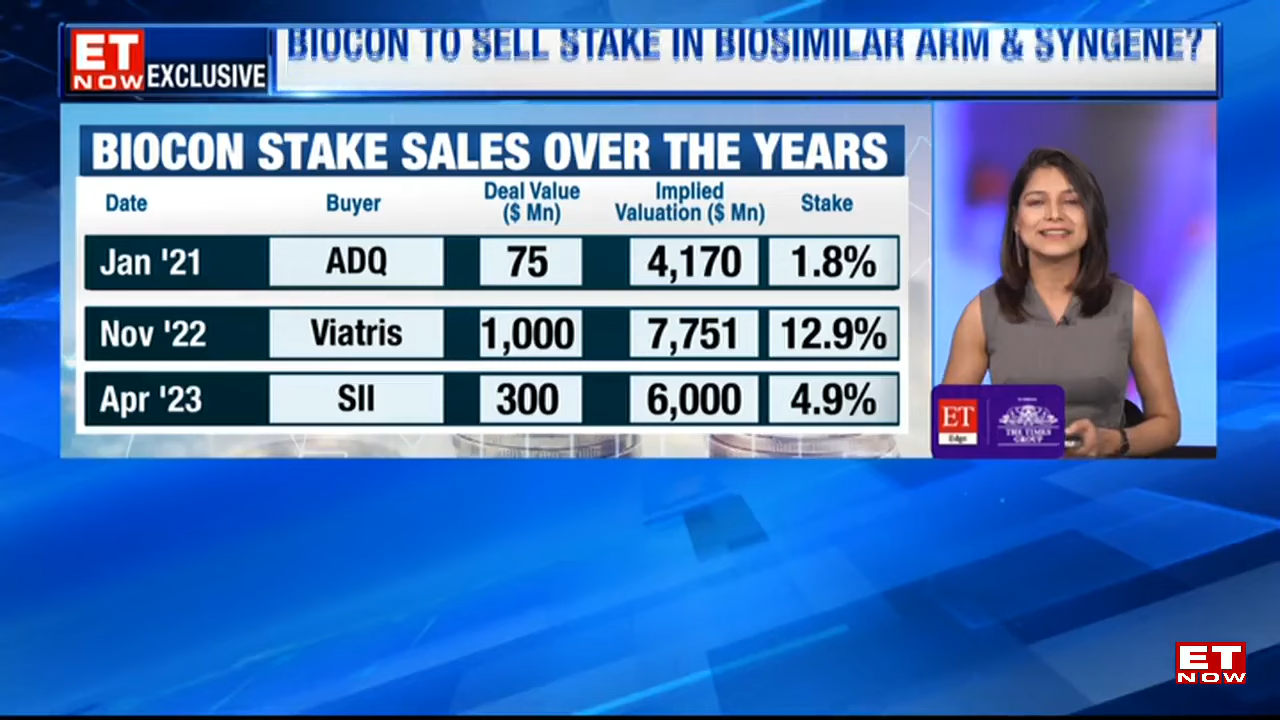 ET
NOW EXCLUSIVE
BIOCON TO SELL STAKE IN BIOSIMILAR ARM & SYNGENE?
BIOCON STAKE SALES OVER THE YEARS
Date Buyer Deal Value ($ Mn) Implied Valuation ($ Mn) Stake
Jan '21 ADQ 75 4,170 1.8%
Nov '22 Viatris 1,000 7,751 12.9%
Apr '23 SII 300 6,000 4.9%
ET
Edge
THE TIMES
GROUP
ET
NOW